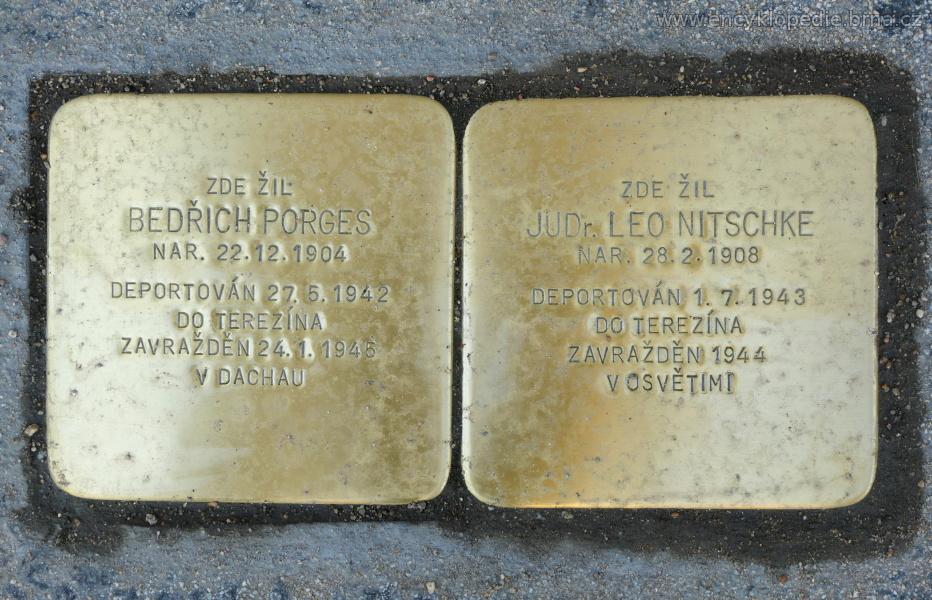 www.encyklopedie.brna.cz
ZDE ŽIL
BEDŘICH PORGES
NAR. 22.12.1904
DEPORTOVÁN 27. 5. 1942
DO TEREZÍNA
ZAVRAŽDĚN 24. 1. 1945
V DACHAU
ZDE ŽIL
JUDr. LEO NITSCHKE
NAR. 28. 2. 1908
DEPORTOVÁN 1. 7. 1943
DO TEREZÍNA
ZAVRAŽDĚN 1944
V OSVĚTIMI